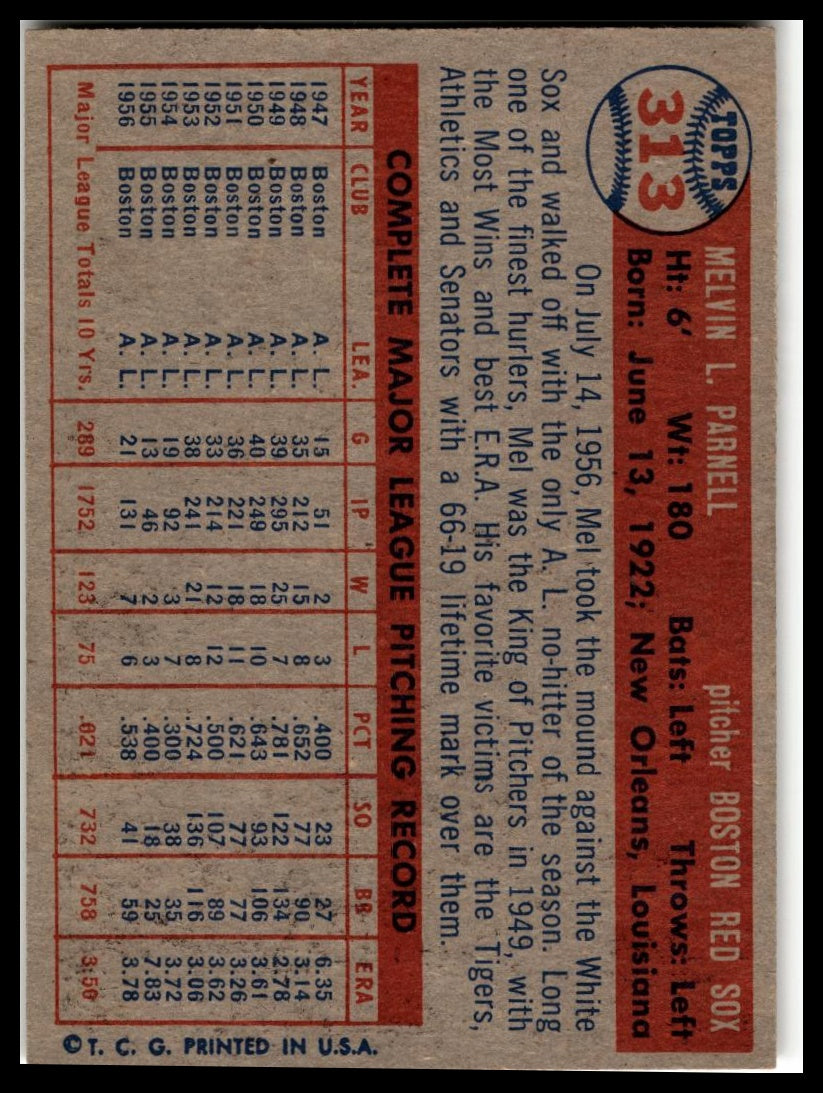 TOPPS
313
MELVIN L. PARNELL pitcher BOSTON RED SOX
Ht: 6' Wt: 180 Bats: Left Throws: Left
Born: June 13, 1922; New Orleans, Louisiana
On July 14, 1956, Mel took the mound against the White
Sox and walked off with the only A. L. no-hitter of the season. Long
one of the finest hurlers, Mel was the King of Pitchers in 1949, with
the Most Wins and best E.R.A. His favorite victims are the Tigers,
Athletics and Senators with a 66-19 lifetime mark over them.
COMPLETE MAJOR LEAGUE PITCHING RECORD
YEAR CLUB LEA. G IP W L PCT SO BB ERA
1947 Boston A. L. 15 51 2 3 .400 23 27 6.35
1948 Boston A. L. 35 212 15 8 .652 77 90 3.14
1949 Boston A. L. 39 295 25 7 .781 122 134 2.78
1950 Boston A. L. 40 249 18 10 .643 93 106 3.61
1951 Boston A. L. 36 221 18 11 .621 77 77 3.26
1952 Boston A. L. 33 214 12 12 .500 107 89 3.62
1953 Boston A. L. 38 241 21 8 .724 136 116 3.06
1954 Boston A. L. 19 92 3 7 .300 38 35 3.72
1955 Boston A. L. 13 46 2 3 .400 18 25 7.83
1956 Boston A. L. 21 131 7 6 .538 41 59 3.78
Major League Totals 10 Yrs. 289 1752 123 75 .621 732 758 3.50
© T. C. G. PRINTED IN U.S.A.